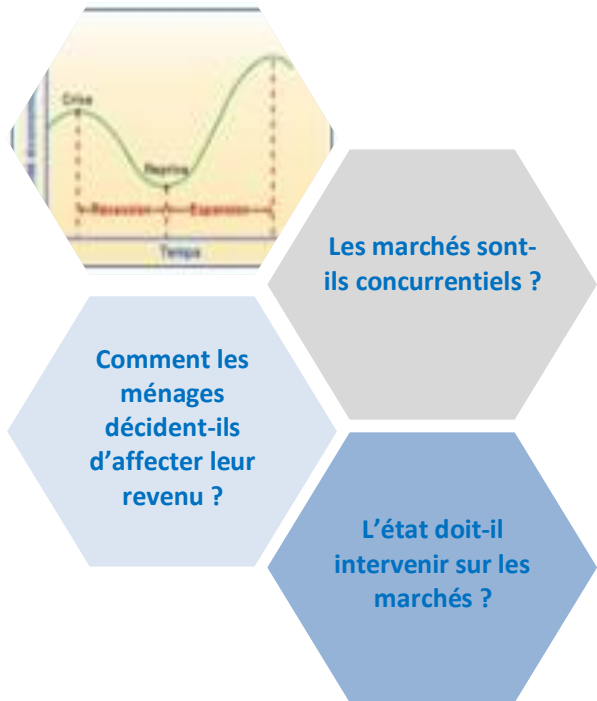 Crise
Reprise
Récession Expansion
Temps
Les marchés sont-
ils concurrentiels ?
Comment les
ménages
décident-ils
d’affecter leur
revenu ?
L’état doit-il
intervenir sur les
marchés ?